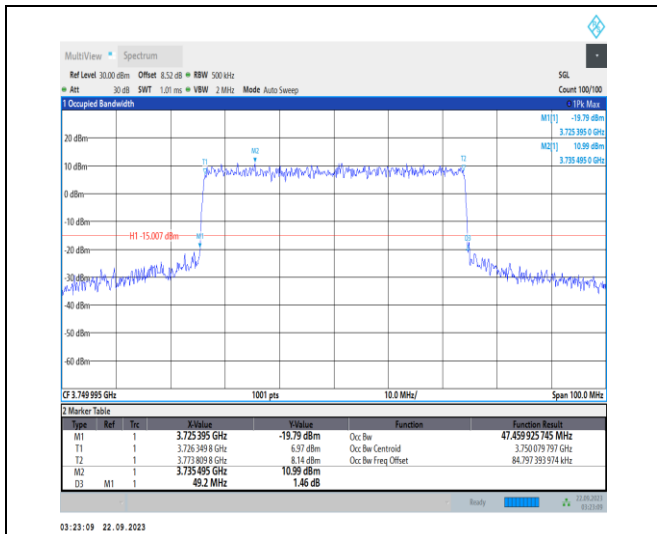 MultiView Spectrum
Ref Level 30.00 dBm Offset 8.52 dB RBW 500 kHz SGL
Att 30 dB SWT 1.01 ms VBW 2 MHz Mode Auto Sweep Count 100/100
1 Occupied Bandwidth 1Pk Max
M1[1] -19.79 dBm
3.725 395 0 GHz
M2[1] 10.99 dBm
3.735 495 0 GHz
20 dBm
M2
T1
T2
10 dBm
0 dBm
-10 dBm
H1 -15.007 dBm
M1
D3
-20 dBm
-30 dBm
-40 dBm
-50 dBm
-60 dBm
CF 3.749 995 GHz 1001 pts 10.0 MHz/ Span 100.0 MHz
2 Marker Table
Type Ref Trc X-Value Y-Value Function Function Result
M1 1 3.725 395 GHz -19.79 dBm Occ Bw 47.459 925 745 MHz
T1 1 3.726 349 8 GHz 6.97 dBm Occ Bw Centroid 3.750 079 797 GHz
T2 1 3.773 809 8 GHz 8.14 dBm Occ Bw Freq Offset 84.797 393 974 kHz
M2 1 3.735 495 GHz 10.99 dBm
D3 M1 1 49.2 MHz 1.46 dB
Ready 22.09.2023
03:23:09
03:23:09 22.09.2023